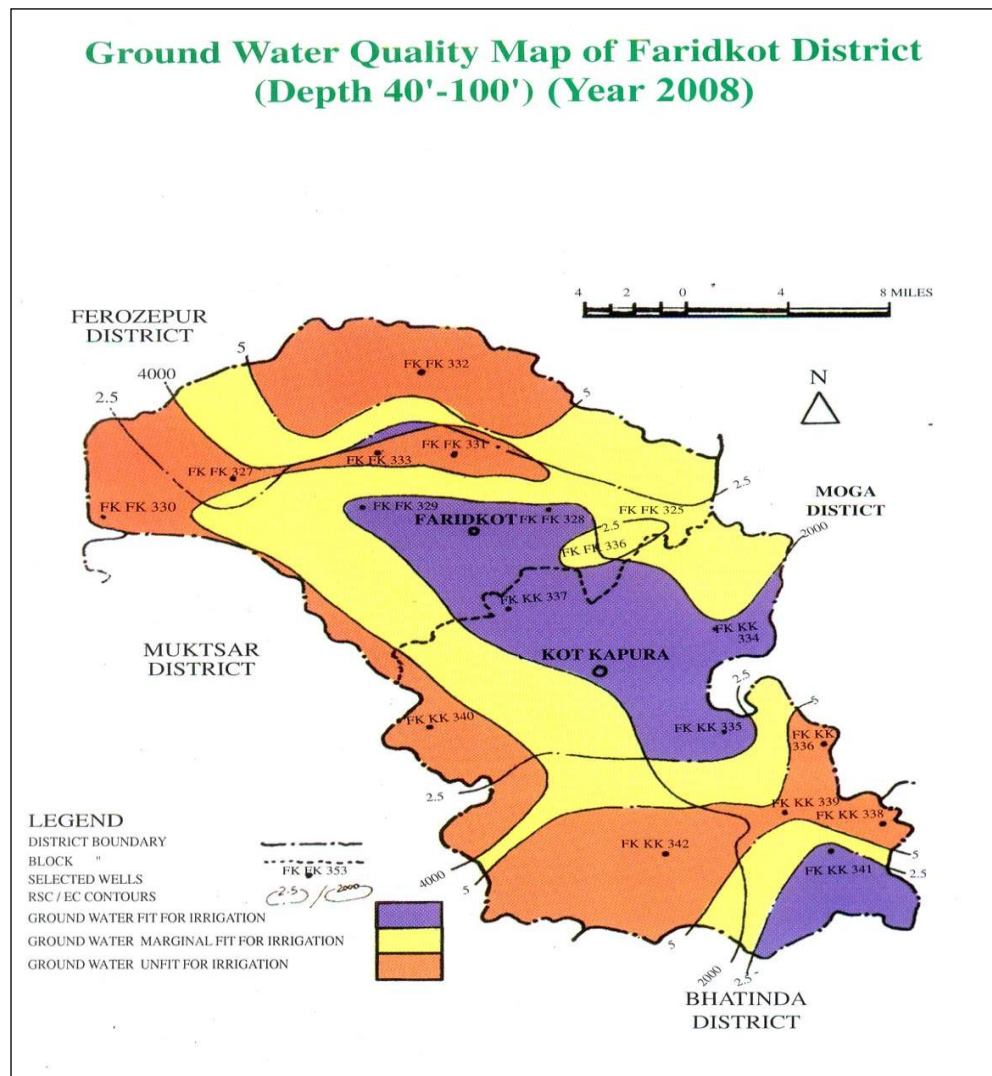 Ground Water Quality Map of Faridkot District
(Depth 40'-100') (Year 2008)
4 2 0 4 8 MILES
FEROZEPUR
DISTRICT
5
4000
2.5
FK FK 332
N
.5
FK FK 331
FK FK 333
FK FK 327
2.5
MOGA
DISTICT
FK FK 330
FK FK 329
FARIDKOT
FK FK 328
FK FK 325
2.5
2000
FK FK 336
FK KK 337
FK KK
334
MUKTSAR
DISTRICT
KOT KAPURA
2.5
5
FK KK 340
FK KK 335
FK KK
336
2.5
FK KK 339
FK KK 338
FK KK 342
5
2.5
FK KK 341
4000
5
5
2000
2.5
BHATINDA
DISTRICT
LEGEND
DISTRICT BOUNDARY
BLOCK "
FK FK 353
SELECTED WELLS
RSC / EC CONTOURS
2.5 / 2000
GROUND WATER FIT FOR IRRIGATION
GROUND WATER MARGINAL FIT FOR IRRIGATION
GROUND WATER UNFIT FOR IRRIGATION